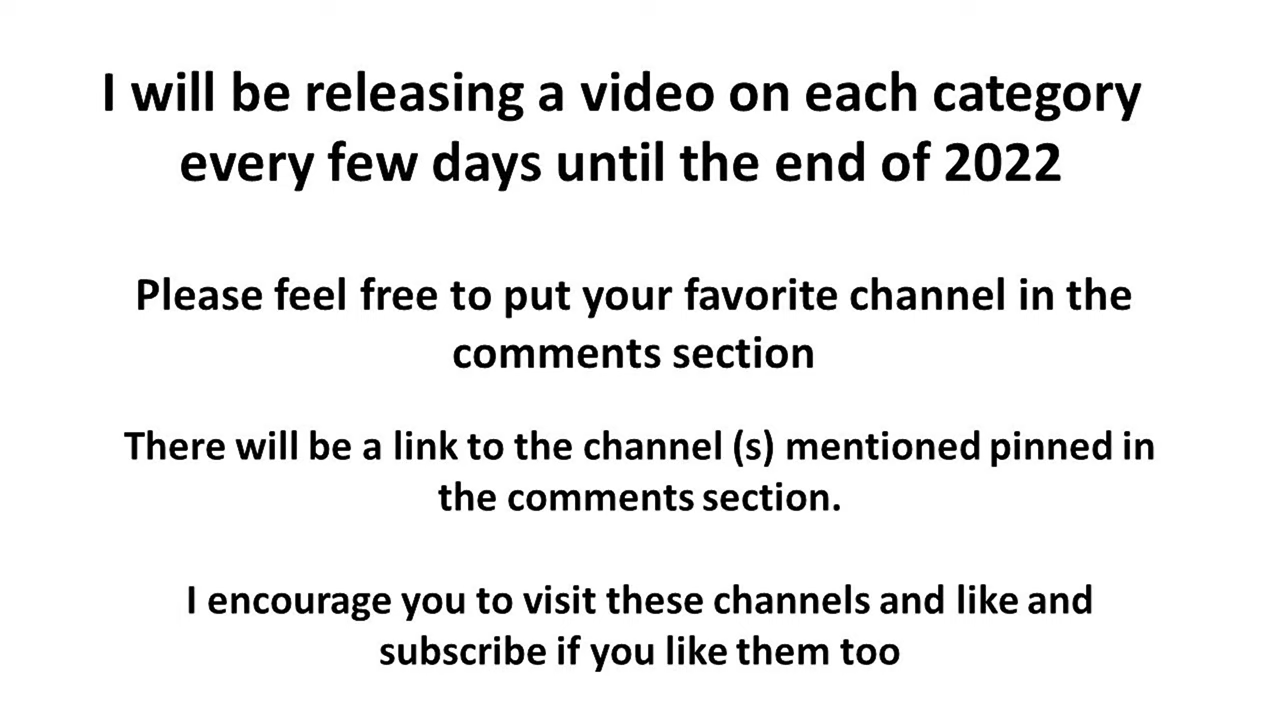 I will be releasing a video on each category
every few days until the end of 2022
Please feel free to put your favorite channel in the
comments section
There will be a link to the channel (s) mentioned pinned in
the comments section.
I encourage you to visit these channels and like and
subscribe if you like them too